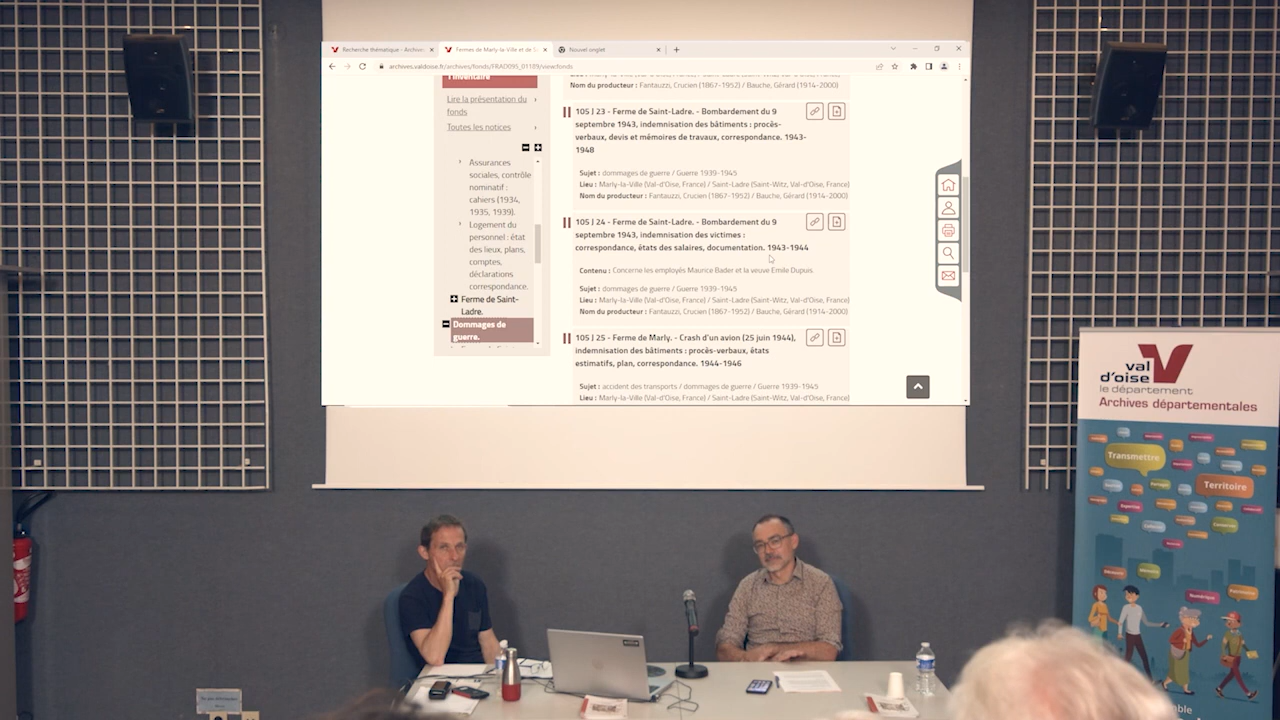 Recherche thématique - Archive
Fermes de Marly-la-Ville et de S
Nouvel onglet
archives.valdoise.fr/archives/fonds/FRAD095_01189/view:fonds
l'inventaire
Lire la présentation du
fonds
Toutes les notices
Assurances
sociales, contrôle
nominatif :
cahiers (1934,
1935, 1939).
Logement du
personnel : état
des lieux, plans,
comptes,
déclarations
correspondance.
Ferme de Saint-
Ladre.
Dommages de
guerre.
Nom du producteur : Fantauzzi, Crucien (1867-1952) / Bauche, Gérard (1914-2000)
105 J 23 - Ferme de Saint-Ladre. - Bombardement du 9
septembre 1943, indemnisation des bâtiments : procès-
verbaux, devis et mémoires de travaux, correspondance. 1943-
1948
Sujet : dommages de guerre / Guerre 1939-1945
Lieu : Marly-la-Ville (Val-d'Oise, France) / Saint-Ladre (Saint-Witz, Val-d'Oise, France)
Nom du producteur : Fantauzzi, Crucien (1867-1952) / Bauche, Gérard (1914-2000)
105 J 24 - Ferme de Saint-Ladre. - Bombardement du 9
septembre 1943, indemnisation des victimes :
correspondance, états des salaires, documentation. 1943-1944
Contenu : Concerne les employés Maurice Bader et la veuve Emile Dupuis.
Sujet : dommages de guerre / Guerre 1939-1945
Lieu : Marly-la-Ville (Val-d'Oise, France) / Saint-Ladre (Saint-Witz, Val-d'Oise, France)
Nom du producteur : Fantauzzi, Crucien (1867-1952) / Bauche, Gérard (1914-2000)
105 J 25 - Ferme de Marly. - Crash d'un avion (25 juin 1944),
indemnisation des bâtiments : procès-verbaux, états
estimatifs, plan, correspondance. 1944-1946
Sujet : accident des transports / dommages de guerre / Guerre 1939-1945
Lieu : Marly-la-Ville (Val-d'Oise, France) / Saint-Ladre (Saint-Witz, Val-d'Oise, France)
val
d'oise
le département
Archives départementales
Transmettre
Territoire
Expertise
Numérique